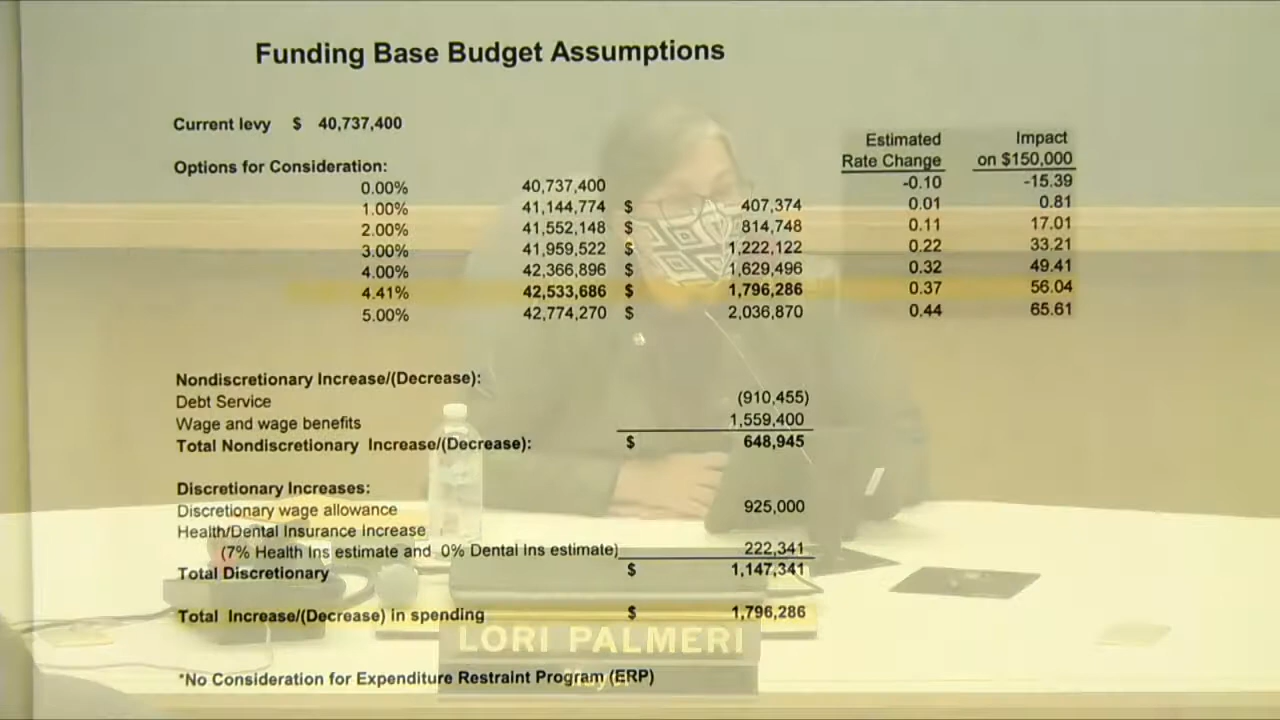 Funding Base Budget Assumptions
Current levy $ 40,737,400
Estimated Impact
Options for Consideration: Rate Change on $150,000
0.00% 40,737,400 -0.10 -15.39
1.00% 41,144,774 $ 407,374 0.01 0.81
2.00% 41,552,148 $ 814,748 0.11 17.01
3.00% 41,959,522 $ 1,222,122 0.22 33.21
4.00% 42,366,896 $ 1,629,496 0.32 49.41
4.41% 42,533,686 $ 1,796,286 0.37 56.04
5.00% 42,774,270 $ 2,036,870 0.44 65.61
Nondiscretionary Increase/(Decrease):
Debt Service (910,455)
Wage and wage benefits 1,559,400
Total Nondiscretionary Increase/(Decrease): $ 648,945
Discretionary Increases:
Discretionary wage allowance 925,000
Health/Dental Insurance Increase
(7% Health Ins estimate and 0% Dental Ins estimate) 222,341
Total Discretionary $ 1,147,341
Total Increase/(Decrease) in spending $ 1,796,286
LORI PALMERI
*No Consideration for Expenditure Restraint Program (ERP)